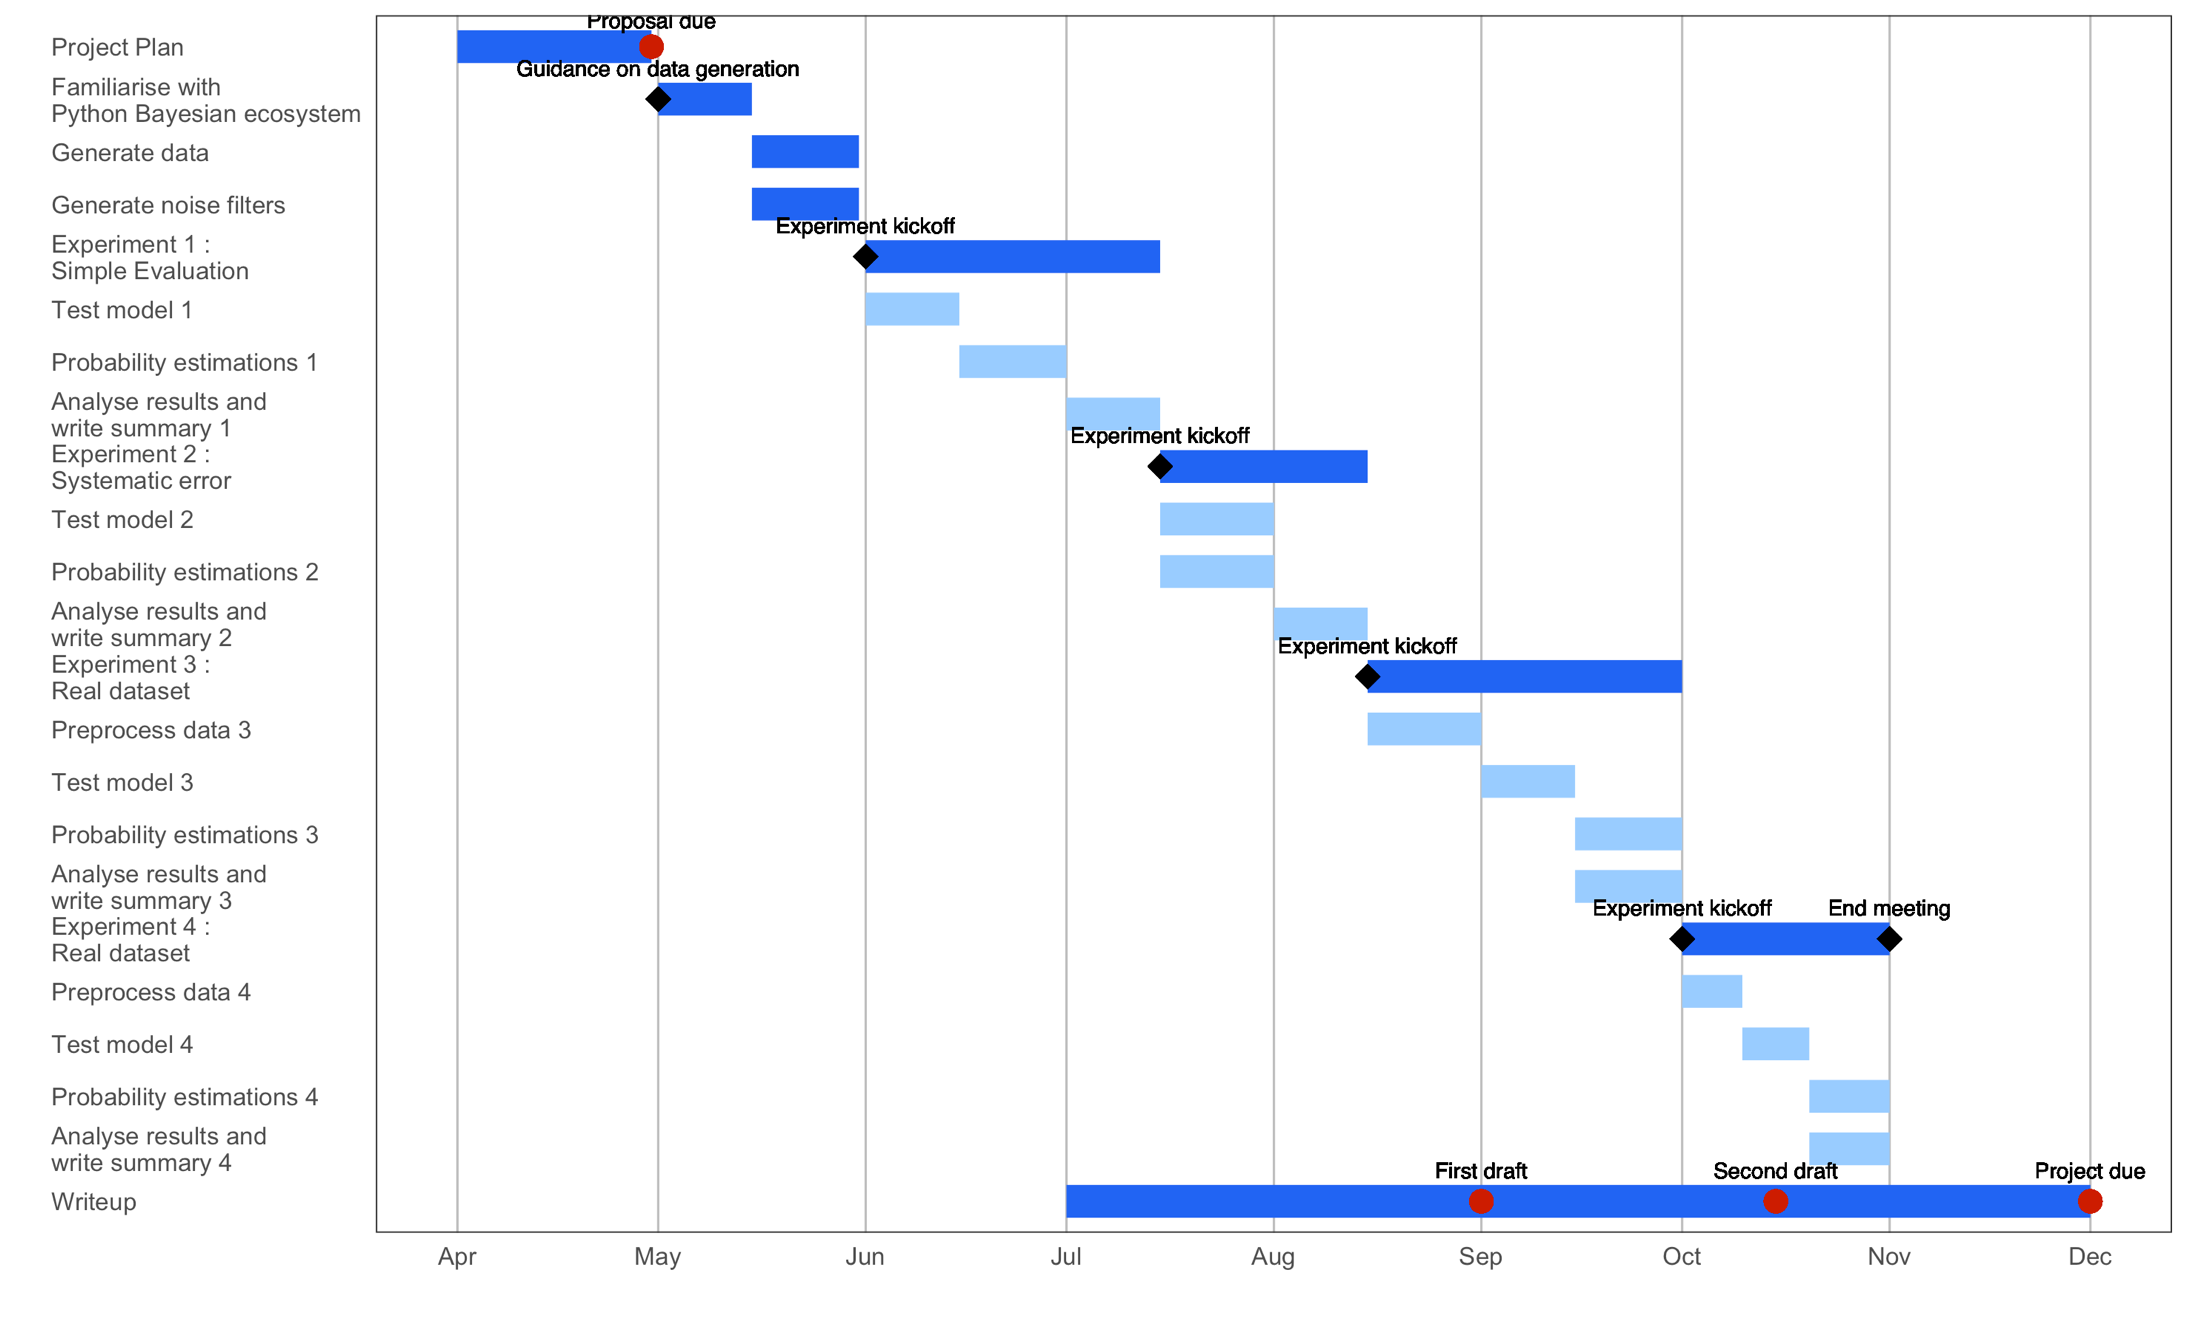 Proposal due
Project Plan
Guidance on data generation
Familiarise with
Python Bayesian ecosystem
Generate data
Generate noise filters
Experiment kickoff
Experiment 1 :
Simple Evaluation
Test model 1
Probability estimations 1
Analyse results and
write summary 1
Experiment kickoff
Experiment 2 :
Systematic error
Test model 2
Probability estimations 2
Analyse results and
write summary 2
Experiment kickoff
Experiment 3 :
Real dataset
Preprocess data 3
Test model 3
Probability estimations 3
Analyse results and
write summary 3
Experiment kickoff End meeting
Experiment 4 :
Real dataset
Preprocess data 4
Test model 4
Probability estimations 4
Analyse results and
write summary 4
First draft Second draft Project due
Writeup
Apr May Jun Jul Aug Sep Oct Nov Dec